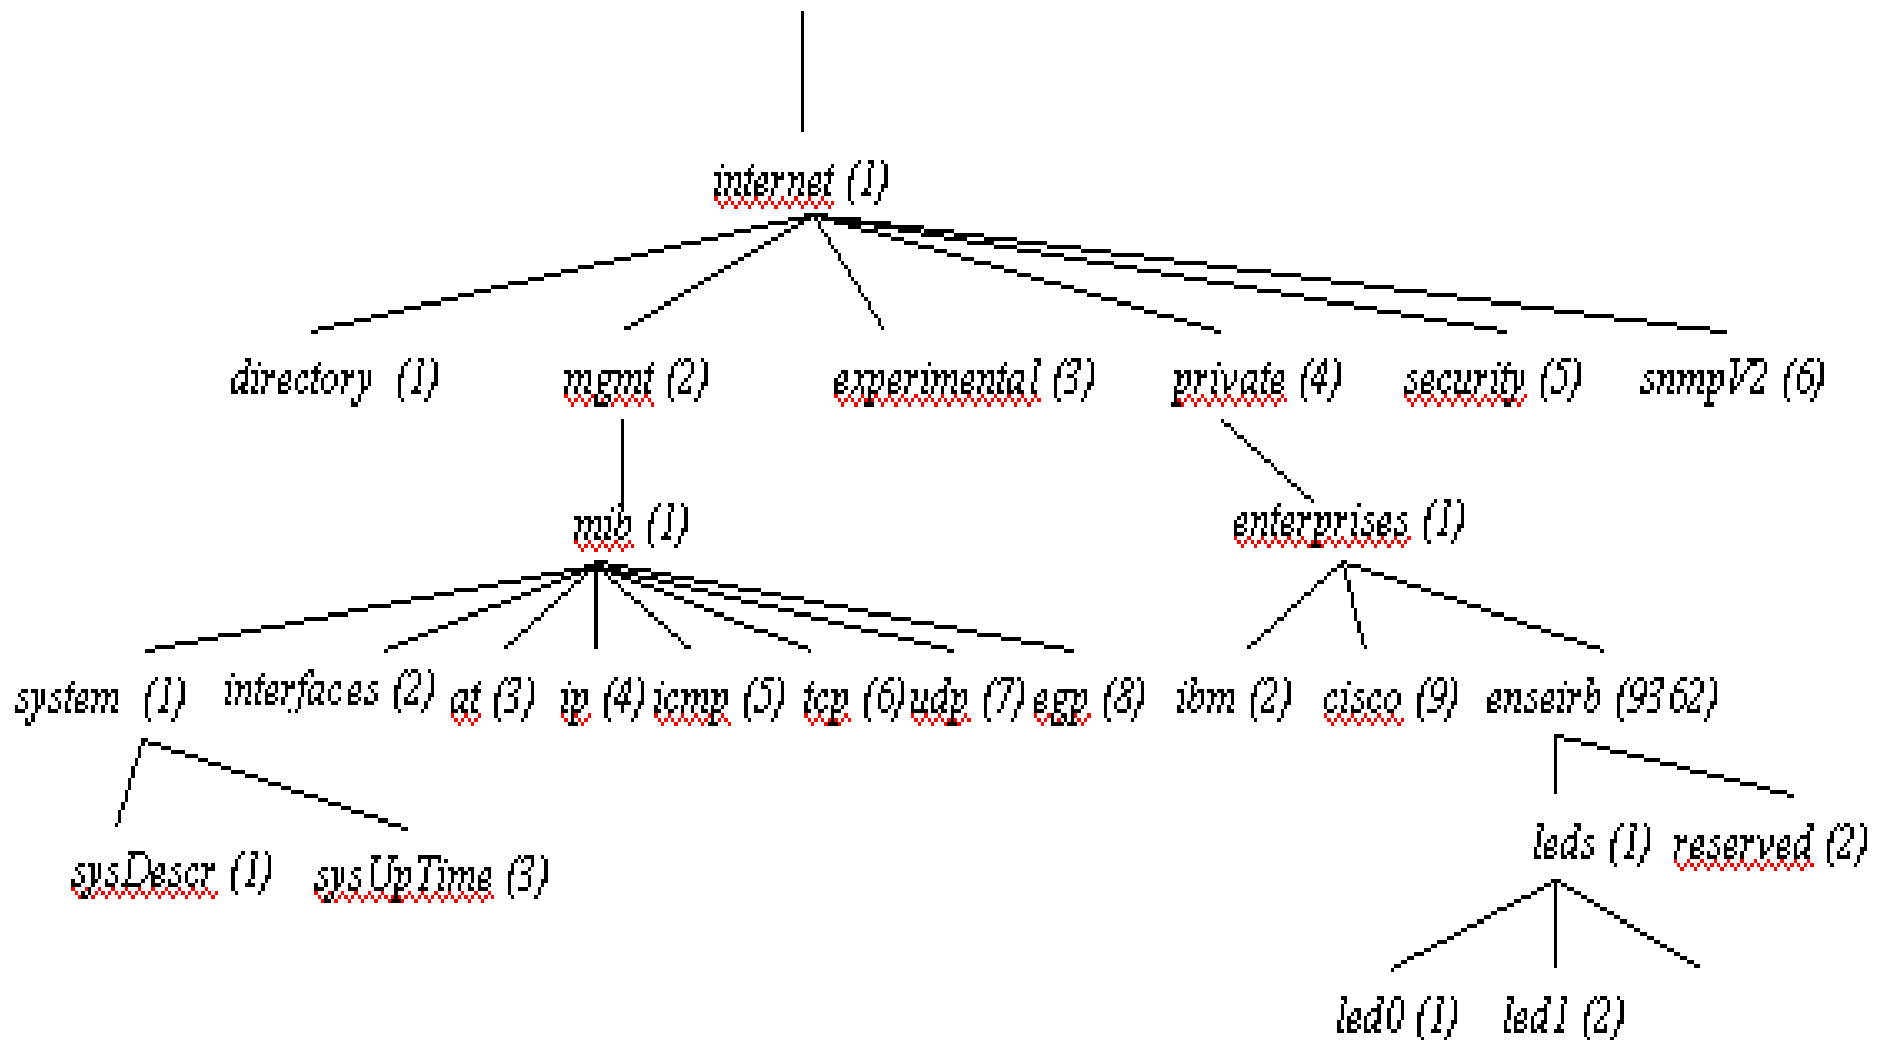 internet (1)
directory (1) mgmt (2) experimental (3) private (4) security (5) snmpV2 (6)
mib (1) enterprises (1)
system (1) interfaces (2) at (3) ip (4) icmp (5) tcp (6) udp (7) egp (8) ibm (2) cisco (9) enseirb (9362)
leds (1) reserved (2)
sysDescr (1) sysUpTime (3)
led0 (1) led1 (2)